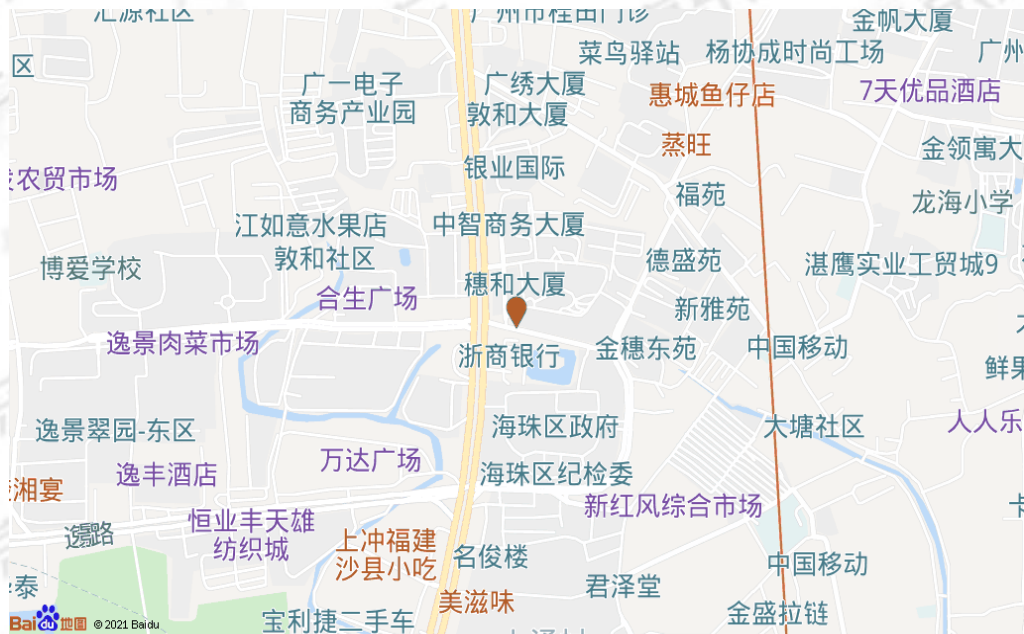 汇源社区
广州市桂田门诊
金帆大厦
菜鸟驿站
杨协成时尚工场
广州
区
广一电子
商务产业园
广绣大厦
惠城鱼仔店
7天优品酒店
敦和大厦
蒸旺
金领寓大
银业国际
农贸市场
福苑
龙海小学
江如意水果店
中智商务大厦
敦和社区
德盛苑
湛鹰实业工贸城9
博爱学校
穗和大厦
合生广场
新雅苑
逸景肉菜市场
浙商银行
金穗东苑
中国移动
鲜果
逸景翠园-东区
海珠区政府
大塘社区
人人乐
万达广场
逸丰酒店
海珠区纪检委
湘宴
新红风综合市场
卡
恒业丰天雄
纺织城
逸景路
上冲福建
沙县小吃
名俊楼
中国移动
泰
君泽堂
美滋味
金盛拉链
宝利捷二手车
Bai du 地图 © 2021 Baidu